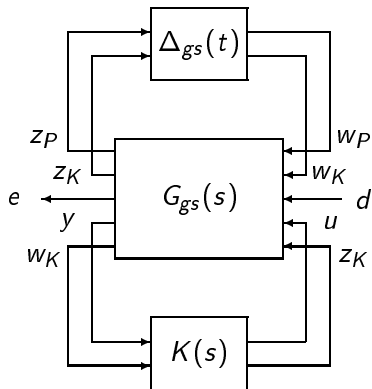 Δgs(t)
zP wP
zK wK
e Ggs(s) d
y u
wK zK
K(s)